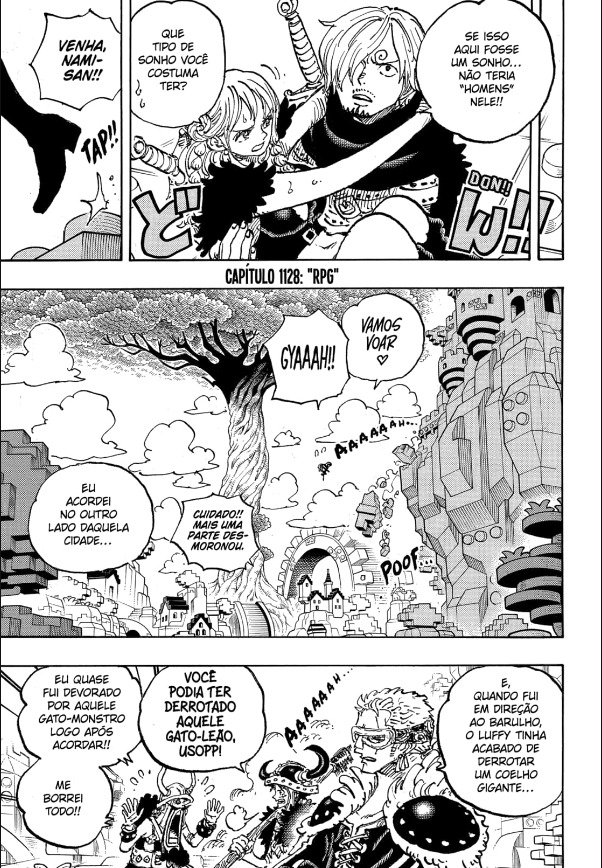 SE ISSO
AQUI FOSSE
UM SONHO...
NÃO TERIA
"HOMENS"
NELE!!
QUE
TIPO DE
SONHO VOCÊ
COSTUMA
TER?
DON!!
ど
ん!!
VENHA,
NAMI-
SAN!!
TAP!!
CAPÍTULO 1128: "RPG"
VAMOS
VOAR
♡
GYAAAH!!
AAAAAAH...
CUIDADO!!
MAIS UMA
PARTE DES-
MORONOU.
POOF...
EU
ACORDEI
NO OUTRO
LADO DAQUELA
CIDADE...
E,
QUANDO FUI
EM DIREÇÃO
AO BARULHO,
O LUFFY TINHA
ACABADO DE
DERROTAR
UM COELHO
GIGANTE...
AAAAAAH...
VOCÊ
PODIA TER
DERROTADO
AQUELE
GATO-LEÃO,
USOPP!
EU QUASE
FUI DEVORADO
POR AQUELE
GATO-MONSTRO
LOGO APÓS
ACORDAR!!
ME
BORREI
TODO!!